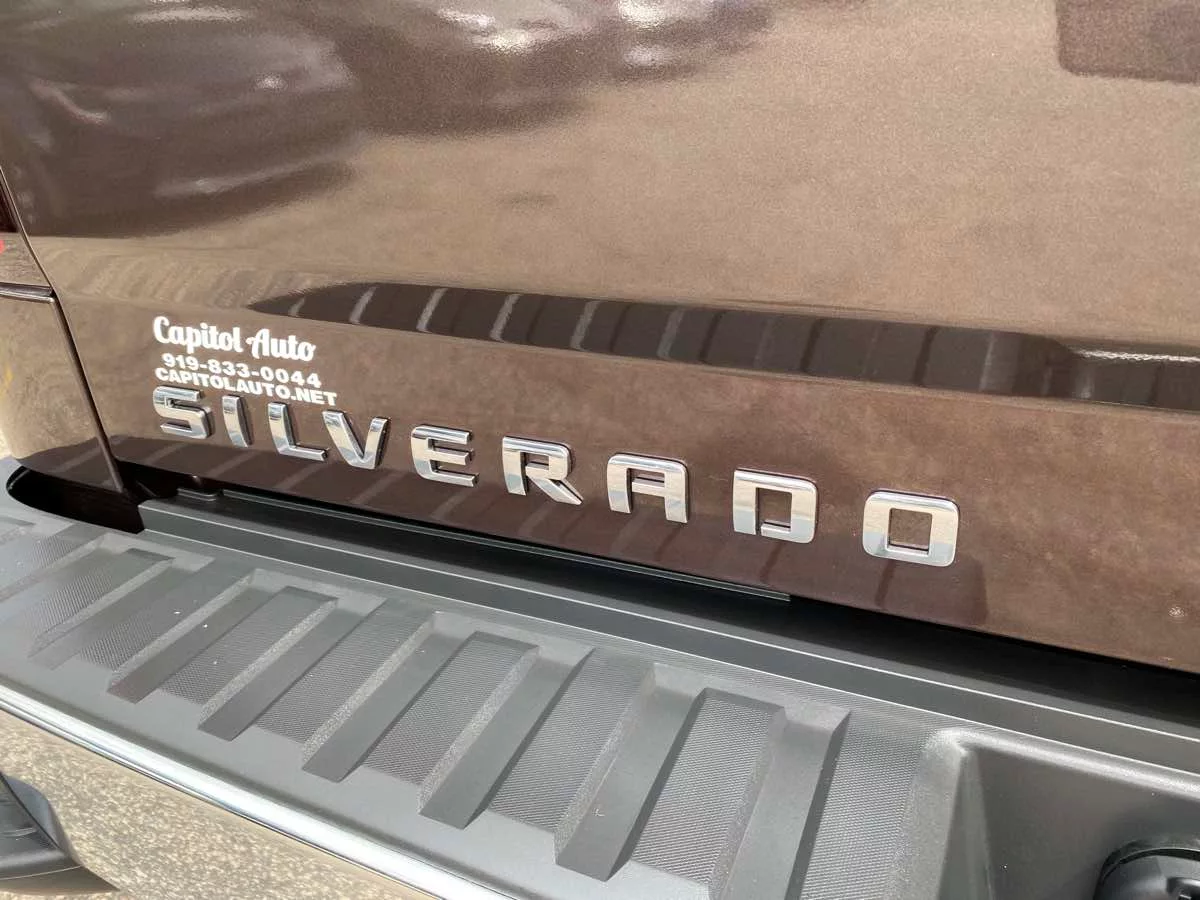 Capitol Auto
919-833-0044
CAPITOLAUTO.NET
SILVERADO